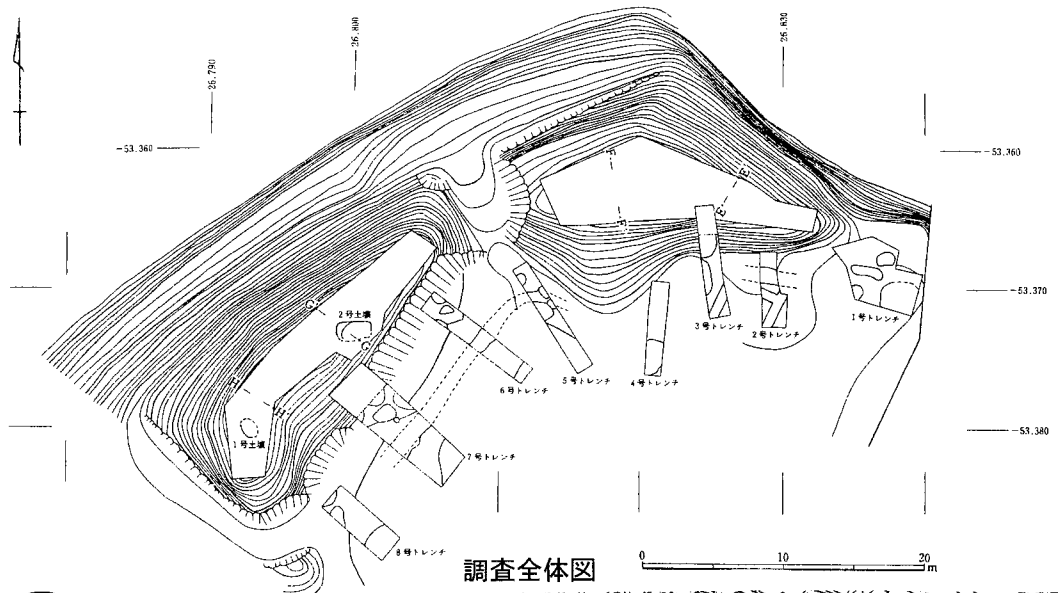 26.790
26.800
26.830
-53.360
-53.360
F
F
E
E
-53.370
1号トレンチ
2号トレンチ
3号トレンチ
4号トレンチ
5号トレンチ
6号トレンチ
G
G
2号土壙
H
H
1号土壙
7号トレンチ
-53.380
8号トレンチ
調査全体図
0 10 20
m